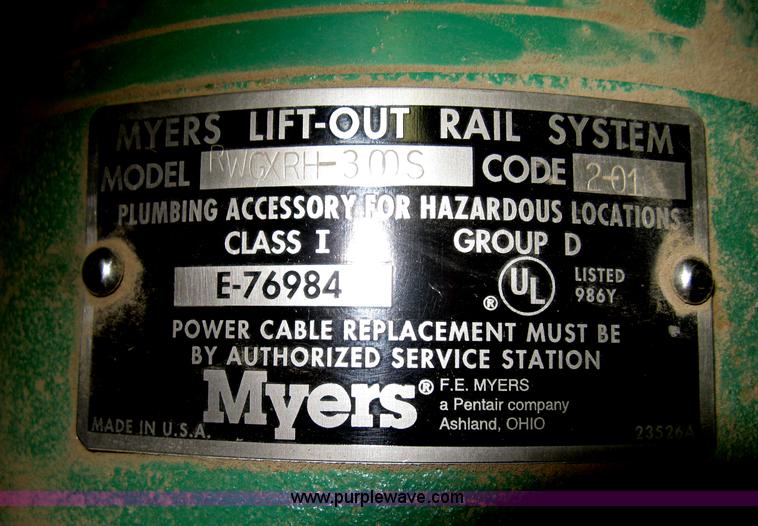 MYERS LIFT-OUT RAIL SYSTEM
MODEL RWGXRH-30MS CODE 2-01
PLUMBING ACCESSORY FOR HAZARDOUS LOCATIONS
CLASS I GROUP D
E-76984 ® UL LISTED 986Y
POWER CABLE REPLACEMENT MUST BE
BY AUTHORIZED SERVICE STATION
Myers® F.E. MYERS
a Pentair company
Ashland, OHIO
MADE IN U.S.A. 23526A
www.purplewave.com